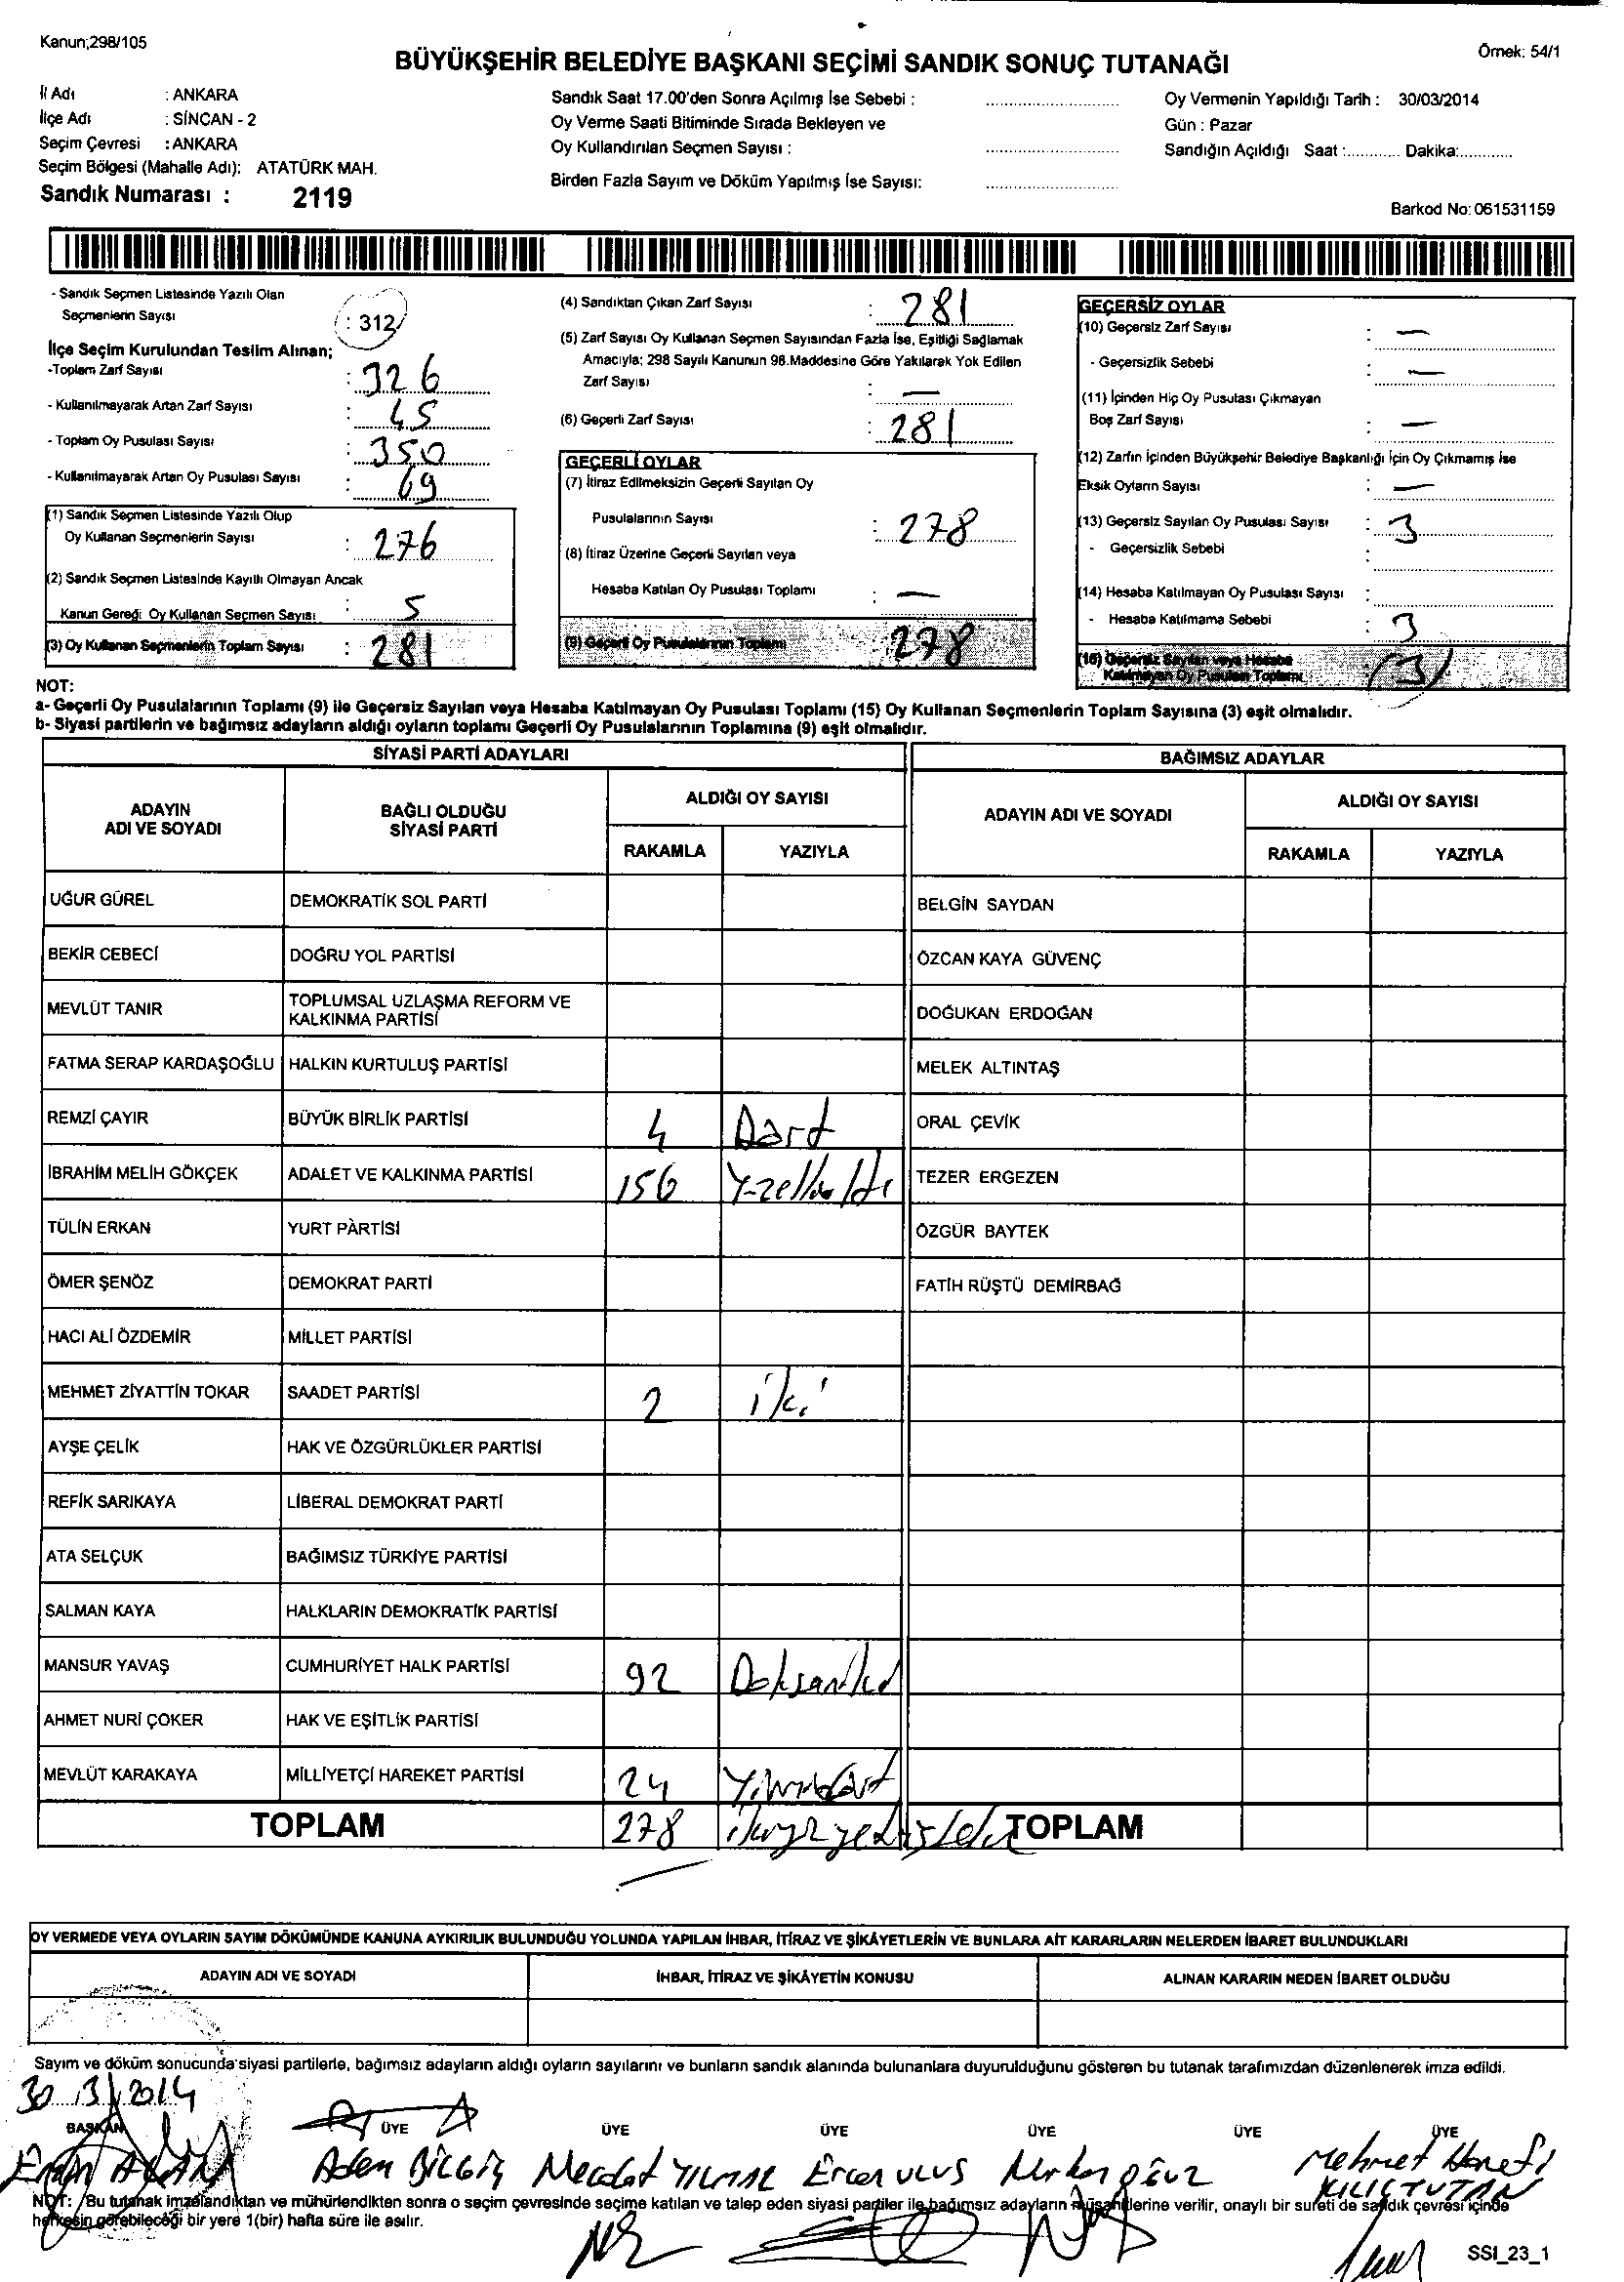 Kanun;298/105
Örnek: 54/1
BÜYÜKŞEHİR BELEDİYE BAŞKANI SEÇİMİ SANDIK SONUÇ TUTANAĞI
İl Adı : ANKARA
İlçe Adı : SİNCAN - 2
Seçim Çevresi : ANKARA
Seçim Bölgesi (Mahalle Adı): ATATÜRK MAH.
Sandık Numarası : 2119
Sandık Saat 17.00'den Sonra Açılmış İse Sebebi :
Oy Verme Saati Bitiminde Sırada Bekleyen ve
Oy Kullandırılan Seçmen Sayısı :
Birden Fazla Sayım ve Döküm Yapılmış İse Sayısı:
Oy Vermenin Yapıldığı Tarih : 30/03/2014
Gün : Pazar
Sandığın Açıldığı Saat :............ Dakika:............
Barkod No: 061531159
- Sandık Seçmen Listesinde Yazılı Olan
Seçmenlerin Sayısı : 312
İlçe Seçim Kurulundan Teslim Alınan;
-Toplam Zarf Sayısı : 326
- Kullanılmayarak Artan Zarf Sayısı : 45
- Toplam Oy Pusulası Sayısı : 350
- Kullanılmayarak Artan Oy Pusulası Sayısı : 69
(1) Sandık Seçmen Listesinde Yazılı Olup
Oy Kullanan Seçmenlerin Sayısı : 276
(2) Sandık Seçmen Listesinde Kayıtlı Olmayan Ancak
Kanun Gereği Oy Kullanan Seçmen Sayısı : 5
(3) Oy Kullanan Seçmenlerin Toplam Sayısı : 281
(4) Sandıktan Çıkan Zarf Sayısı : 281
(5) Zarf Sayısı Oy Kullanan Seçmen Sayısından Fazla İse, Eşitliği Sağlamak
Amacıyla; 298 Sayılı Kanunun 98.Maddesine Göre Yakılarak Yok Edilen
Zarf Sayısı : —
(6) Geçerli Zarf Sayısı : 281
GEÇERLİ OYLAR
(7) İtiraz Edilmeksizin Geçerli Sayılan Oy
Pusulalarının Sayısı : 278
(8) İtiraz Üzerine Geçerli Sayılan veya
Hesaba Katılan Oy Pusulası Toplamı : —
(9) Geçerli Oy Pusulalarının Toplamı 278
GEÇERSİZ OYLAR
(10) Geçersiz Zarf Sayısı : —
- Geçersizlik Sebebi : —
(11) İçinden Hiç Oy Pusulası Çıkmayan
Boş Zarf Sayısı : —
(12) Zarfın İçinden Büyükşehir Belediye Başkanlığı İçin Oy Çıkmamış İse
Eksik Oyların Sayısı : —
(13) Geçersiz Sayılan Oy Pusulası Sayısı : 3
- Geçersizlik Sebebi :
(14) Hesaba Katılmayan Oy Pusulası Sayısı :
- Hesaba Katılmama Sebebi : 3
(15) Geçersiz Sayılan veya Hesaba
Katılmayan Oy Pusulası Toplamı 3
NOT:
a- Geçerli Oy Pusulalarının Toplamı (9) ile Geçersiz Sayılan veya Hesaba Katılmayan Oy Pusulası Toplamı (15) Oy Kullanan Seçmenlerin Toplam Sayısına (3) eşit olmalıdır.
b- Siyasi partilerin ve bağımsız adayların aldığı oyların toplamı Geçerli Oy Pusulalarının Toplamına (9) eşit olmalıdır.
SİYASİ PARTİ ADAYLARI
BAĞIMSIZ ADAYLAR
ADAYIN
ADI VE SOYADI
BAĞLI OLDUĞU
SİYASİ PARTİ
ALDIĞI OY SAYISI
RAKAMLA YAZIYLA
ADAYIN ADI VE SOYADI
ALDIĞI OY SAYISI
RAKAMLA YAZIYLA
UĞUR GÜREL DEMOKRATİK SOL PARTİ BELGİN SAYDAN
BEKİR CEBECİ DOĞRU YOL PARTİSİ ÖZCAN KAYA GÜVENÇ
MEVLÜT TANIR TOPLUMSAL UZLAŞMA REFORM VE
KALKINMA PARTİSİ DOĞUKAN ERDOĞAN
FATMA SERAP KARDAŞOĞLU HALKIN KURTULUŞ PARTİSİ MELEK ALTINTAŞ
REMZİ ÇAYIR BÜYÜK BİRLİK PARTİSİ 4 Dört ORAL ÇEVİK
İBRAHİM MELİH GÖKÇEK ADALET VE KALKINMA PARTİSİ 156 Yüzellialtı TEZER ERGEZEN
TÜLİN ERKAN YURT PARTİSİ ÖZGÜR BAYTEK
ÖMER ŞENÖZ DEMOKRAT PARTİ FATİH RÜŞTÜ DEMİRBAĞ
HACI ALİ ÖZDEMİR MİLLET PARTİSİ
MEHMET ZİYATTİN TOKAR SAADET PARTİSİ 2 iki
AYŞE ÇELİK HAK VE ÖZGÜRLÜKLER PARTİSİ
REFİK SARIKAYA LİBERAL DEMOKRAT PARTİ
ATA SELÇUK BAĞIMSIZ TÜRKİYE PARTİSİ
SALMAN KAYA HALKLARIN DEMOKRATİK PARTİSİ
MANSUR YAVAŞ CUMHURİYET HALK PARTİSİ 92 Doksaniki
AHMET NURİ ÇOKER HAK VE EŞİTLİK PARTİSİ
MEVLÜT KARAKAYA MİLLİYETÇİ HAREKET PARTİSİ 24 Yirmidört
TOPLAM 278 ikiyüzyetmişsekiz TOPLAM
OY VERMEDE VEYA OYLARIN SAYIM DÖKÜMÜNDE KANUNA AYKIRILIK BULUNDUĞU YOLUNDA YAPILAN İHBAR, İTİRAZ VE ŞİKÂYETLERİN VE BUNLARA AİT KARARLARIN NELERDEN İBARET BULUNDUKLARI
ADAYIN ADI VE SOYADI İHBAR, İTİRAZ VE ŞİKÂYETİN KONUSU ALINAN KARARIN NEDEN İBARET OLDUĞU
Sayım ve döküm sonucunda siyasi partilerle, bağımsız adayların aldığı oyların sayılarını ve bunların sandık alanında bulunanlara duyurulduğunu gösteren bu tutanak tarafımızdan düzenlenerek imza edildi.
30 /3/ 2014
BAŞKAN ÜYE ÜYE ÜYE ÜYE ÜYE ÜYE
Adem BİLGİÇ Necdet YILMAZ Ercan ULUS OĞUZ Mehmet Hanefi
KILIÇTUTAN
NOT: Bu tutanak imzalandıktan ve mühürlendikten sonra o seçim çevresinde seçime katılan ve talep eden siyasi partiler ile bağımsız adayların müşahitlerine verilir, onaylı bir sureti de sandık çevresi içinde
herkesin görebileceği bir yere 1(bir) hafta süre ile asılır.
SSI_23_1